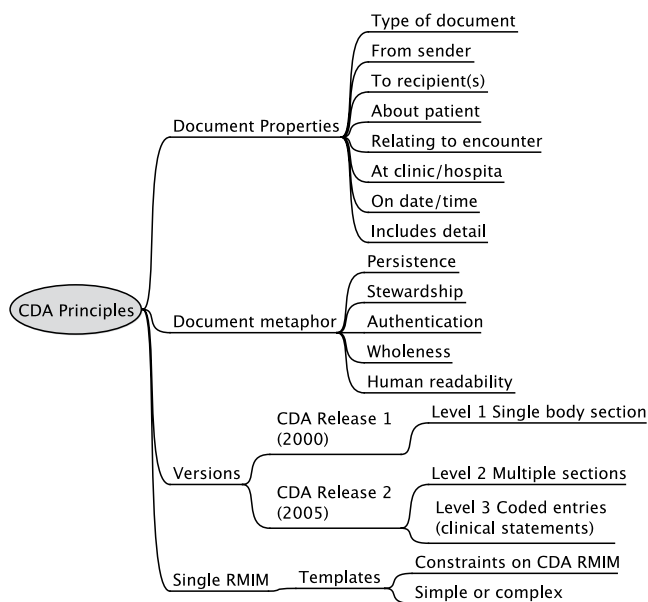 Type of document
From sender
To recipient(s)
About patient
Document Properties
Relating to encounter
At clinic/hospita
On date/time
Includes detail
Persistence
Stewardship
CDA Principles
Document metaphor
Authentication
Wholeness
Human readability
CDA Release 1
(2000)
Level 1 Single body section
Versions
CDA Release 2
(2005)
Level 2 Multiple sections
Level 3 Coded entries
(clinical statements)
Single RMIM
Templates
Constraints on CDA RMIM
Simple or complex